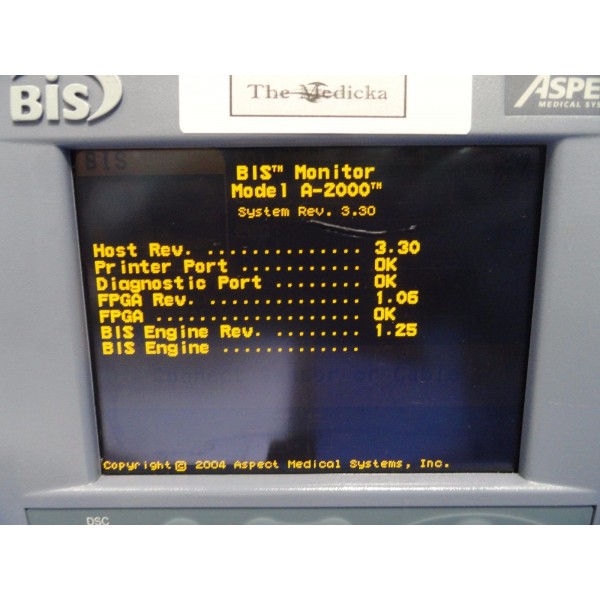 BIS
The Medicka
ASPE
MEDICAL SYS
BIS
BIS™ Monitor
Model A-2000™
System Rev. 3.30
Host Rev. ............... 3.30
Printer Port ........... OK
Diagnostic Port ........ OK
FPGA Rev. .............. 1.06
FPGA ................... OK
BIS Engine Rev. ........ 1.25
BIS Engine .............
Copyright © 2004 Aspect Medical Systems, Inc.
DSC